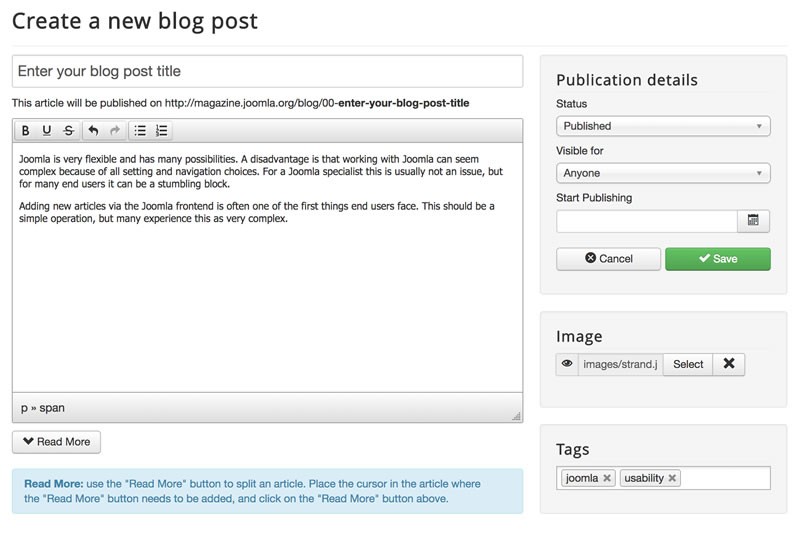 Create a new blog post
Enter your blog post title
This article will be published on http://magazine.joomla.org/blog/00-enter-your-blog-post-title
B U S
Joomla is very flexible and has many possibilities. A disadvantage is that working with Joomla can seem
complex because of all setting and navigation choices. For a Joomla specialist this is usually not an issue, but
for many end users it can be a stumbling block.
Adding new articles via the Joomla frontend is often one of the first things end users face. This should be a
simple operation, but many experience this as very complex.
p » span
Read More
Read More: use the "Read More" button to split an article. Place the cursor in the article where
the "Read More" button needs to be added, and click on the "Read More" button above.
Publication details
Status
Published
Visible for
Anyone
Start Publishing
Cancel Save
Image
images/strand.j Select
Tags
joomla usability